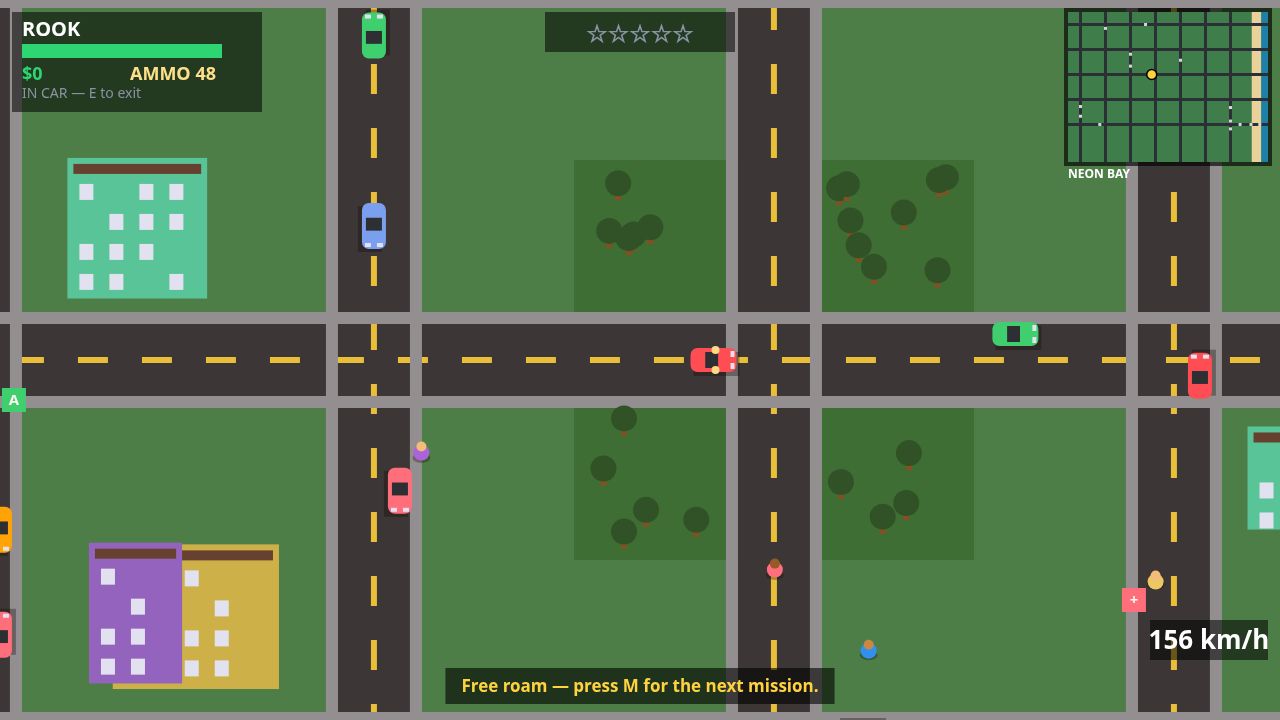 ROOK
$0 AMMO 48
IN CAR — E to exit
☆☆☆☆☆
NEON BAY
A
+
156 km/h
Free roam — press M for the next mission.